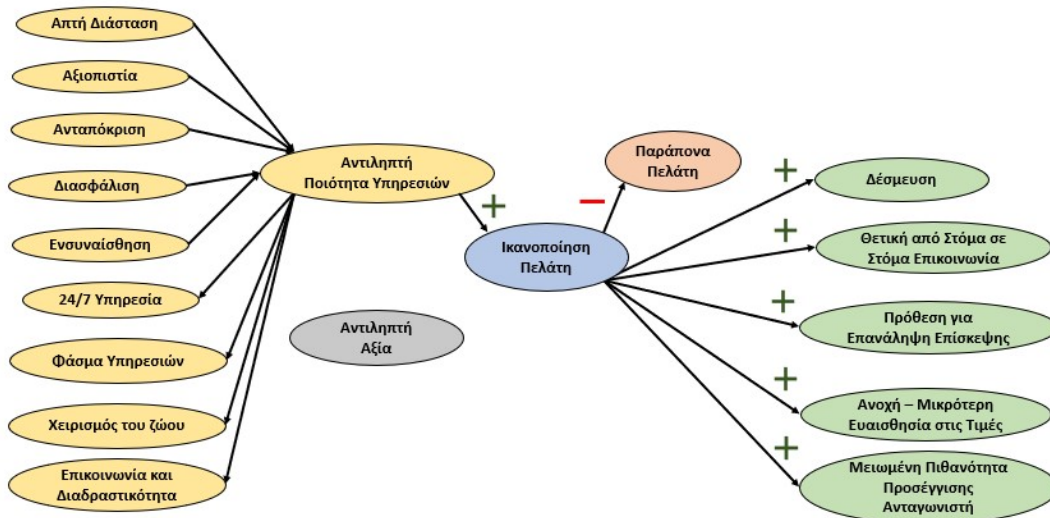 Απτή Διάσταση
Αξιοπιστία
Ανταπόκριση
Διασφάλιση
Ενσυναίσθηση
24/7 Υπηρεσία
Φάσμα Υπηρεσιών
Χειρισμός του ζώου
Επικοινωνία και
Διαδραστικότητα
Αντιληπτή
Ποιότητα Υπηρεσιών
+
Αντιληπτή
Αξία
Ικανοποίηση
Πελάτη
–
Παράπονα
Πελάτη
+
Δέσμευση
+
Θετική από Στόμα σε
Στόμα Επικοινωνία
+
Πρόθεση για
Επανάληψη Επίσκεψης
+
Ανοχή – Μικρότερη
Ευαισθησία στις Τιμές
+
Μειωμένη Πιθανότητα
Προσέγγισης
Ανταγωνιστή